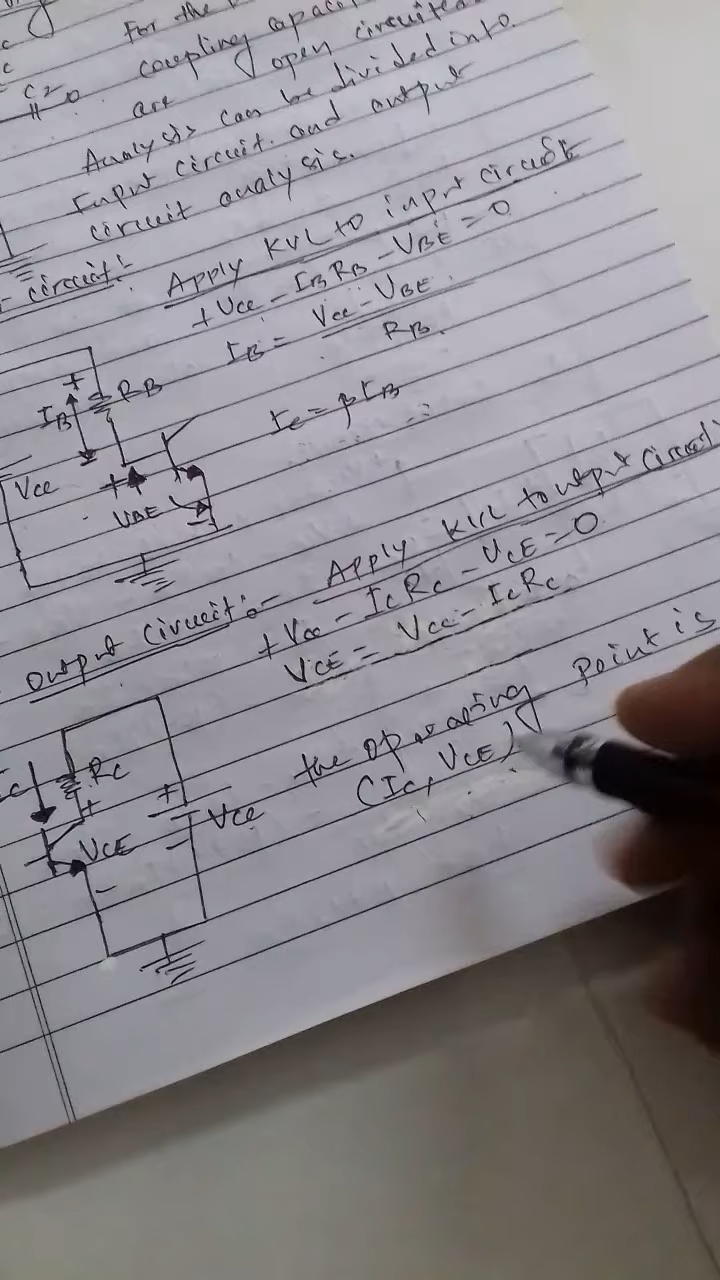 For the
coupling capaci
C2 are open circuited
Analysis can be divided into
Input circuit and output
circuit analysis.
circuit:
Apply KVL to input circuit
+Vcc - IBRB - VBE = 0
IB = Vcc - VBE
RB
+
IB RB
Ic = βIB
Vcc
+
VBE
-
Output Circuit:- Apply KVL to output circuit
+Vcc - IcRc - VCE = 0
VCE = Vcc - IcRc
the operating point is
(Ic, VCE)
Rc
+
+
Vcc
VCE
-